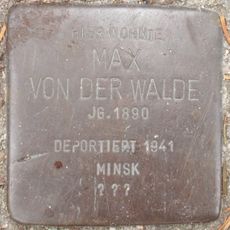 HIER WOHNTE
MAX
VON DER WALDE
JG. 1890
DEPORTIERT 1941
MINSK
? ? ?